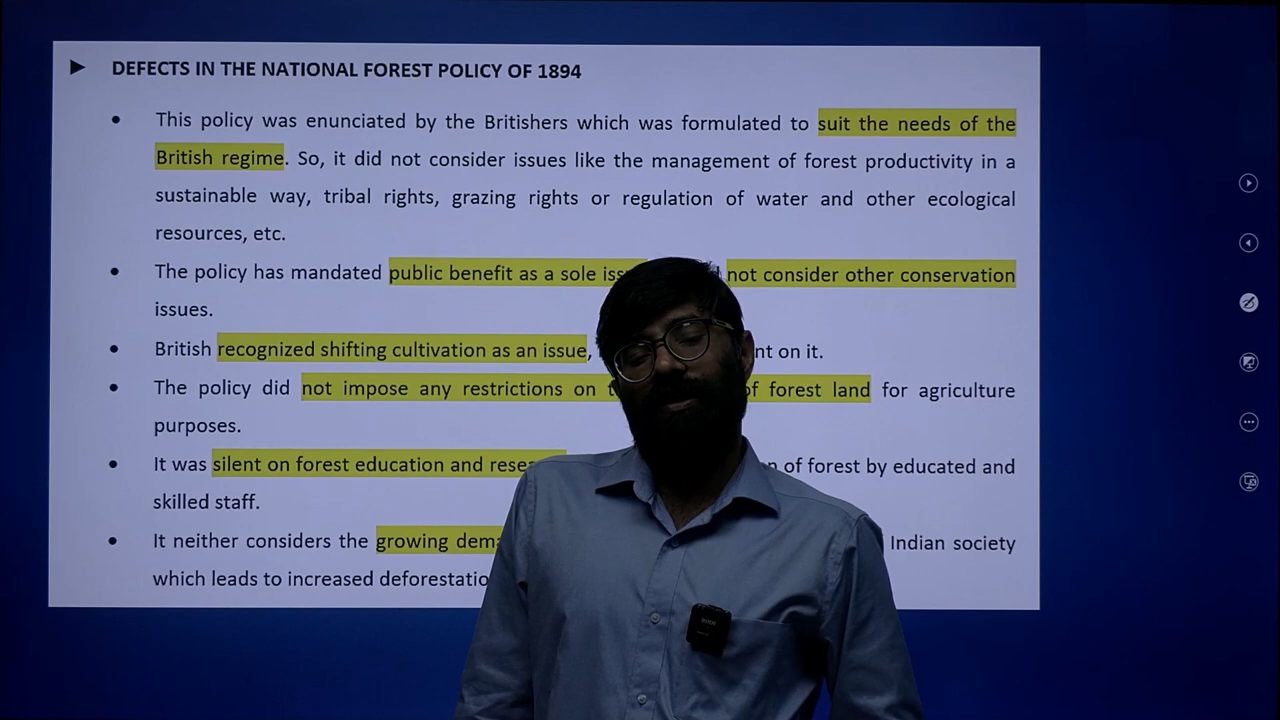 DEFECTS IN THE NATIONAL FOREST POLICY OF 1894
This policy was enunciated by the Britishers which was formulated to suit the needs of the
British regime. So, it did not consider issues like the management of forest productivity in a
sustainable way, tribal rights, grazing rights or regulation of water and other ecological
resources, etc.
The policy has mandated public benefit as a sole not consider other conservation
issues.
British recognized shifting cultivation as an issue, on it.
The policy did not impose any restrictions on of forest land for agriculture
purposes.
It was silent on forest education and of forest by educated and
skilled staff.
It neither considers the growing Indian society
which leads to increased